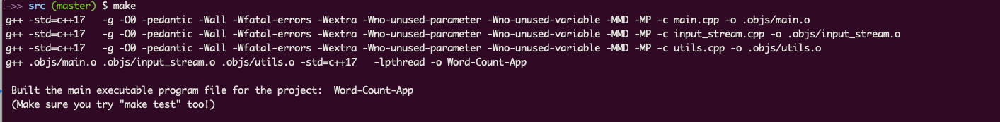 [->> src (master) $ make
g++ -std=c++17   -g -O0 -pedantic -Wall -Wfatal-errors -Wextra -Wno-unused-parameter -Wno-unused-variable -MMD -MP -c main.cpp -o .objs/main.o
g++ -std=c++17   -g -O0 -pedantic -Wall -Wfatal-errors -Wextra -Wno-unused-parameter -Wno-unused-variable -MMD -MP -c input_stream.cpp -o .objs/input_stream.o
g++ -std=c++17   -g -O0 -pedantic -Wall -Wfatal-errors -Wextra -Wno-unused-parameter -Wno-unused-variable -MMD -MP -c utils.cpp -o .objs/utils.o
g++ .objs/main.o .objs/input_stream.o .objs/utils.o -std=c++17   -lpthread -o Word-Count-App
Built the main executable program file for the project:  Word-Count-App
(Make sure you try "make test" too!)